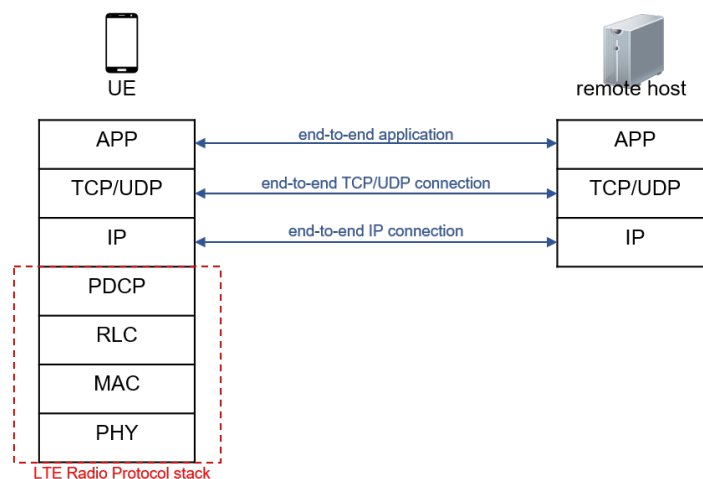 UE
remote host
APP
end-to-end application
APP
TCP/UDP
end-to-end TCP/UDP connection
TCP/UDP
IP
end-to-end IP connection
IP
PDCP
RLC
MAC
PHY
LTE Radio Protocol stack